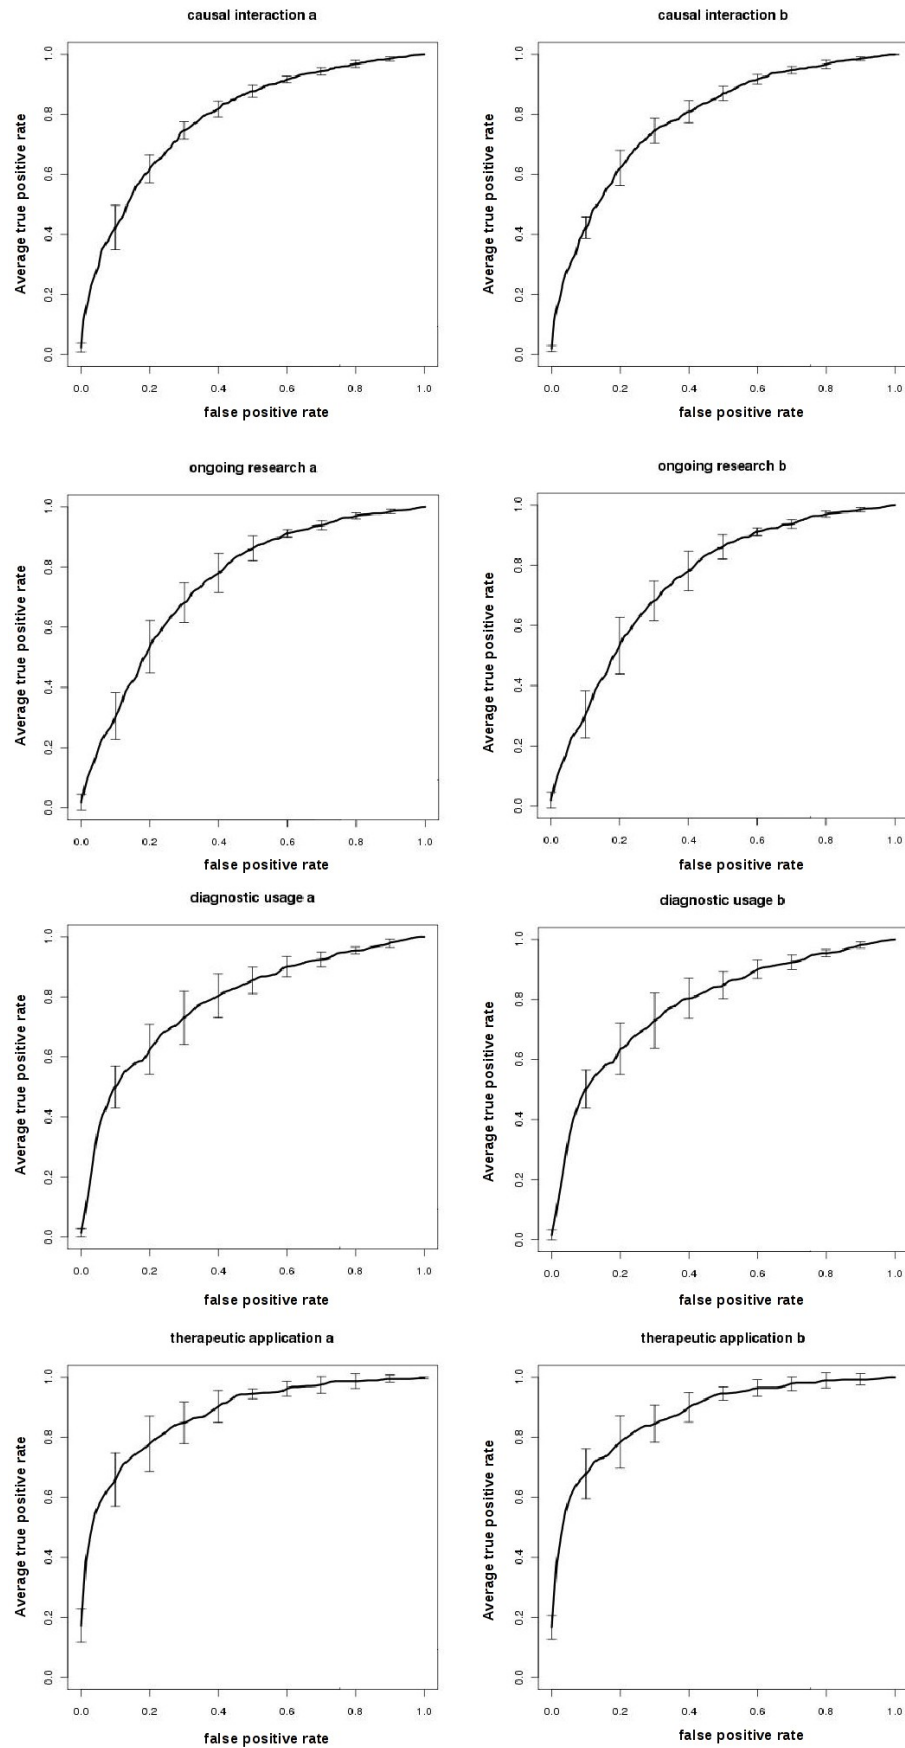 causal interaction a
Average true positive rate
1.0
0.8
0.6
0.4
0.2
0.0
0.0 0.2 0.4 0.6 0.8 1.0
false positive rate
causal interaction b
Average true positive rate
1.0
0.8
0.6
0.4
0.2
0.0
0.0 0.2 0.4 0.6 0.8 1.0
false positive rate
ongoing research a
Average true positive rate
1.0
0.8
0.6
0.4
0.2
0.0
0.0 0.2 0.4 0.6 0.8 1.0
false positive rate
ongoing research b
Average true positive rate
1.0
0.8
0.6
0.4
0.2
0.0
0.0 0.2 0.4 0.6 0.8 1.0
false positive rate
diagnostic usage a
Average true positive rate
1.0
0.8
0.6
0.4
0.2
0.0
0.0 0.2 0.4 0.6 0.8 1.0
false positive rate
diagnostic usage b
Average true positive rate
1.0
0.8
0.6
0.4
0.2
0.0
0.0 0.2 0.4 0.6 0.8 1.0
false positive rate
therapeutic application a
Average true positive rate
1.0
0.8
0.6
0.4
0.2
0.0
0.0 0.2 0.4 0.6 0.8 1.0
false positive rate
therapeutic application b
Average true positive rate
1.0
0.8
0.6
0.4
0.2
0.0
0.0 0.2 0.4 0.6 0.8 1.0
false positive rate